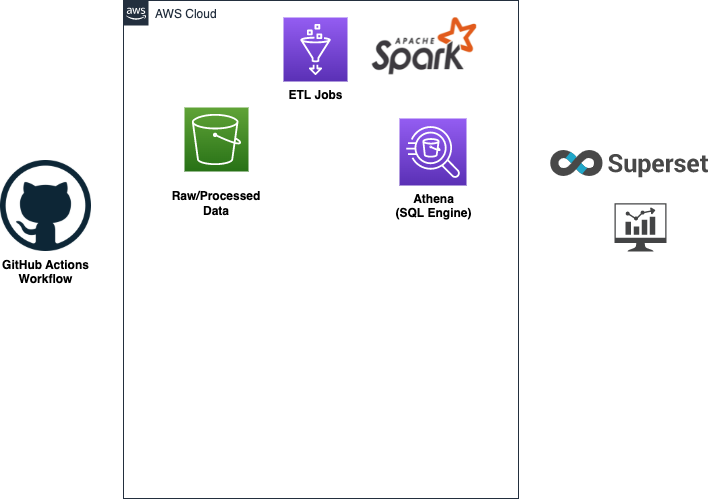 aws
AWS Cloud
APACHE
Spark
ETL Jobs
Raw/Processed
Data
Athena
(SQL Engine)
Superset
GitHub Actions
Workflow